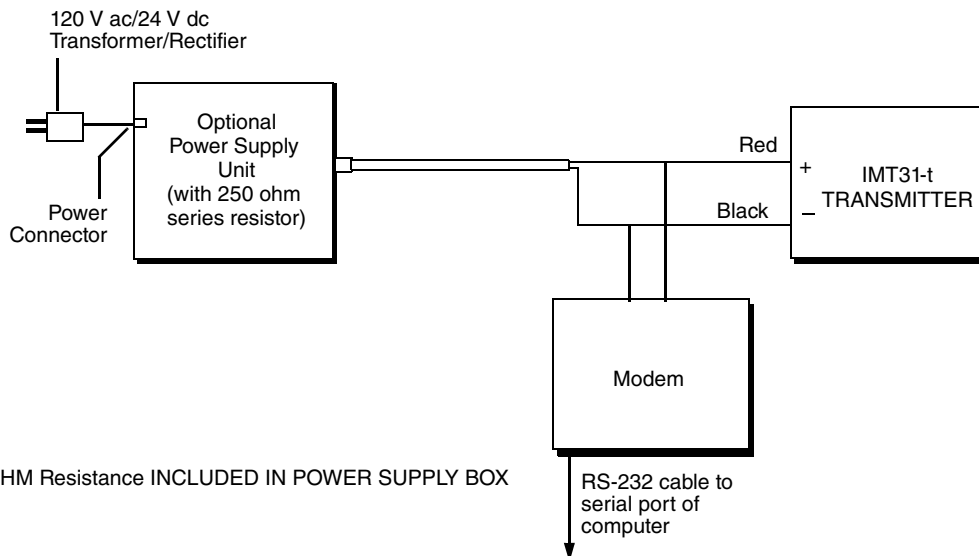 120 V ac/24 V dc
Transformer/Rectifier
Optional
Power Supply
Unit
(with 250 ohm
series resistor)
Power
Connector
Red
Black
+
–
IMT31-t
TRANSMITTER
Modem
HM Resistance INCLUDED IN POWER SUPPLY BOX
RS-232 cable to
serial port of
computer